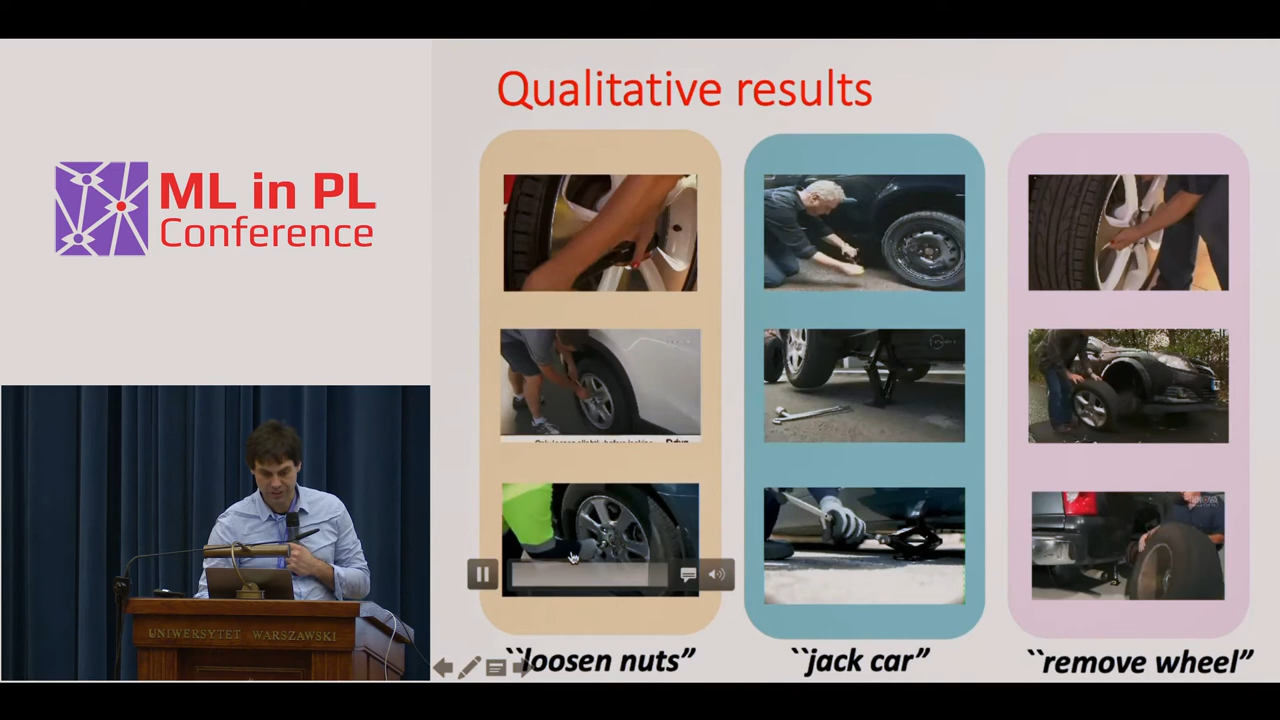 Qualitative results
ML in PL
Conference
UNIWERSYTET WARSZAWSKI
``loosen nuts”
``jack car”
``remove wheel”